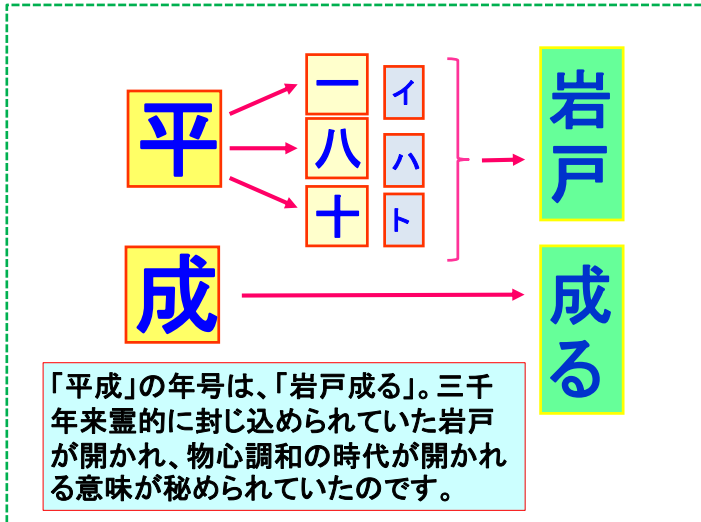 平
一
イ
八
ハ
十
ト
岩戸
成
成る
「平成」の年号は、「岩戸成る」。三千
年来霊的に封じ込められていた岩戸
が開かれ、物心調和の時代が開かれ
る意味が秘められていたのです。